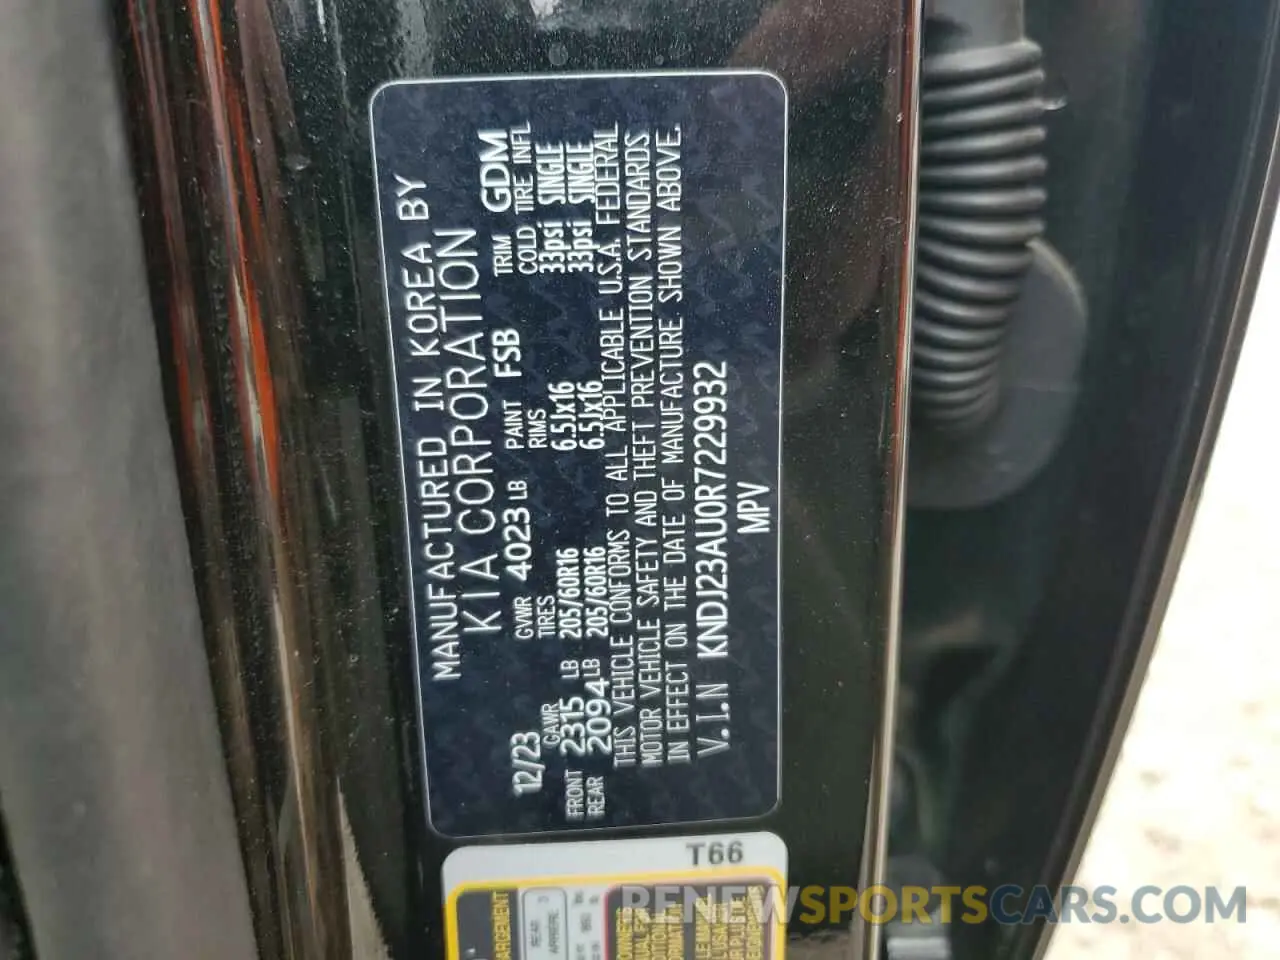 MANUFACTURED IN KOREA BY
KIA CORPORATION
12/23 GVWR 4023 LB PAINT FSB TRIM GDM
GAWR TIRES RIMS COLD TIRE INFL
FRONT 2315 LB 205/60R16 6.5Jx16 33psi SINGLE
REAR 2094 LB 205/60R16 6.5Jx16 33psi SINGLE
THIS VEHICLE CONFORMS TO ALL APPLICABLE U.S.A. FEDERAL
MOTOR VEHICLE SAFETY AND THEFT PREVENTION STANDARDS
IN EFFECT ON THE DATE OF MANUFACTURE SHOWN ABOVE.
V.I.N KNDJ23AU0R7229932
MPV
T66
RENEWSPORTSCARS.COM